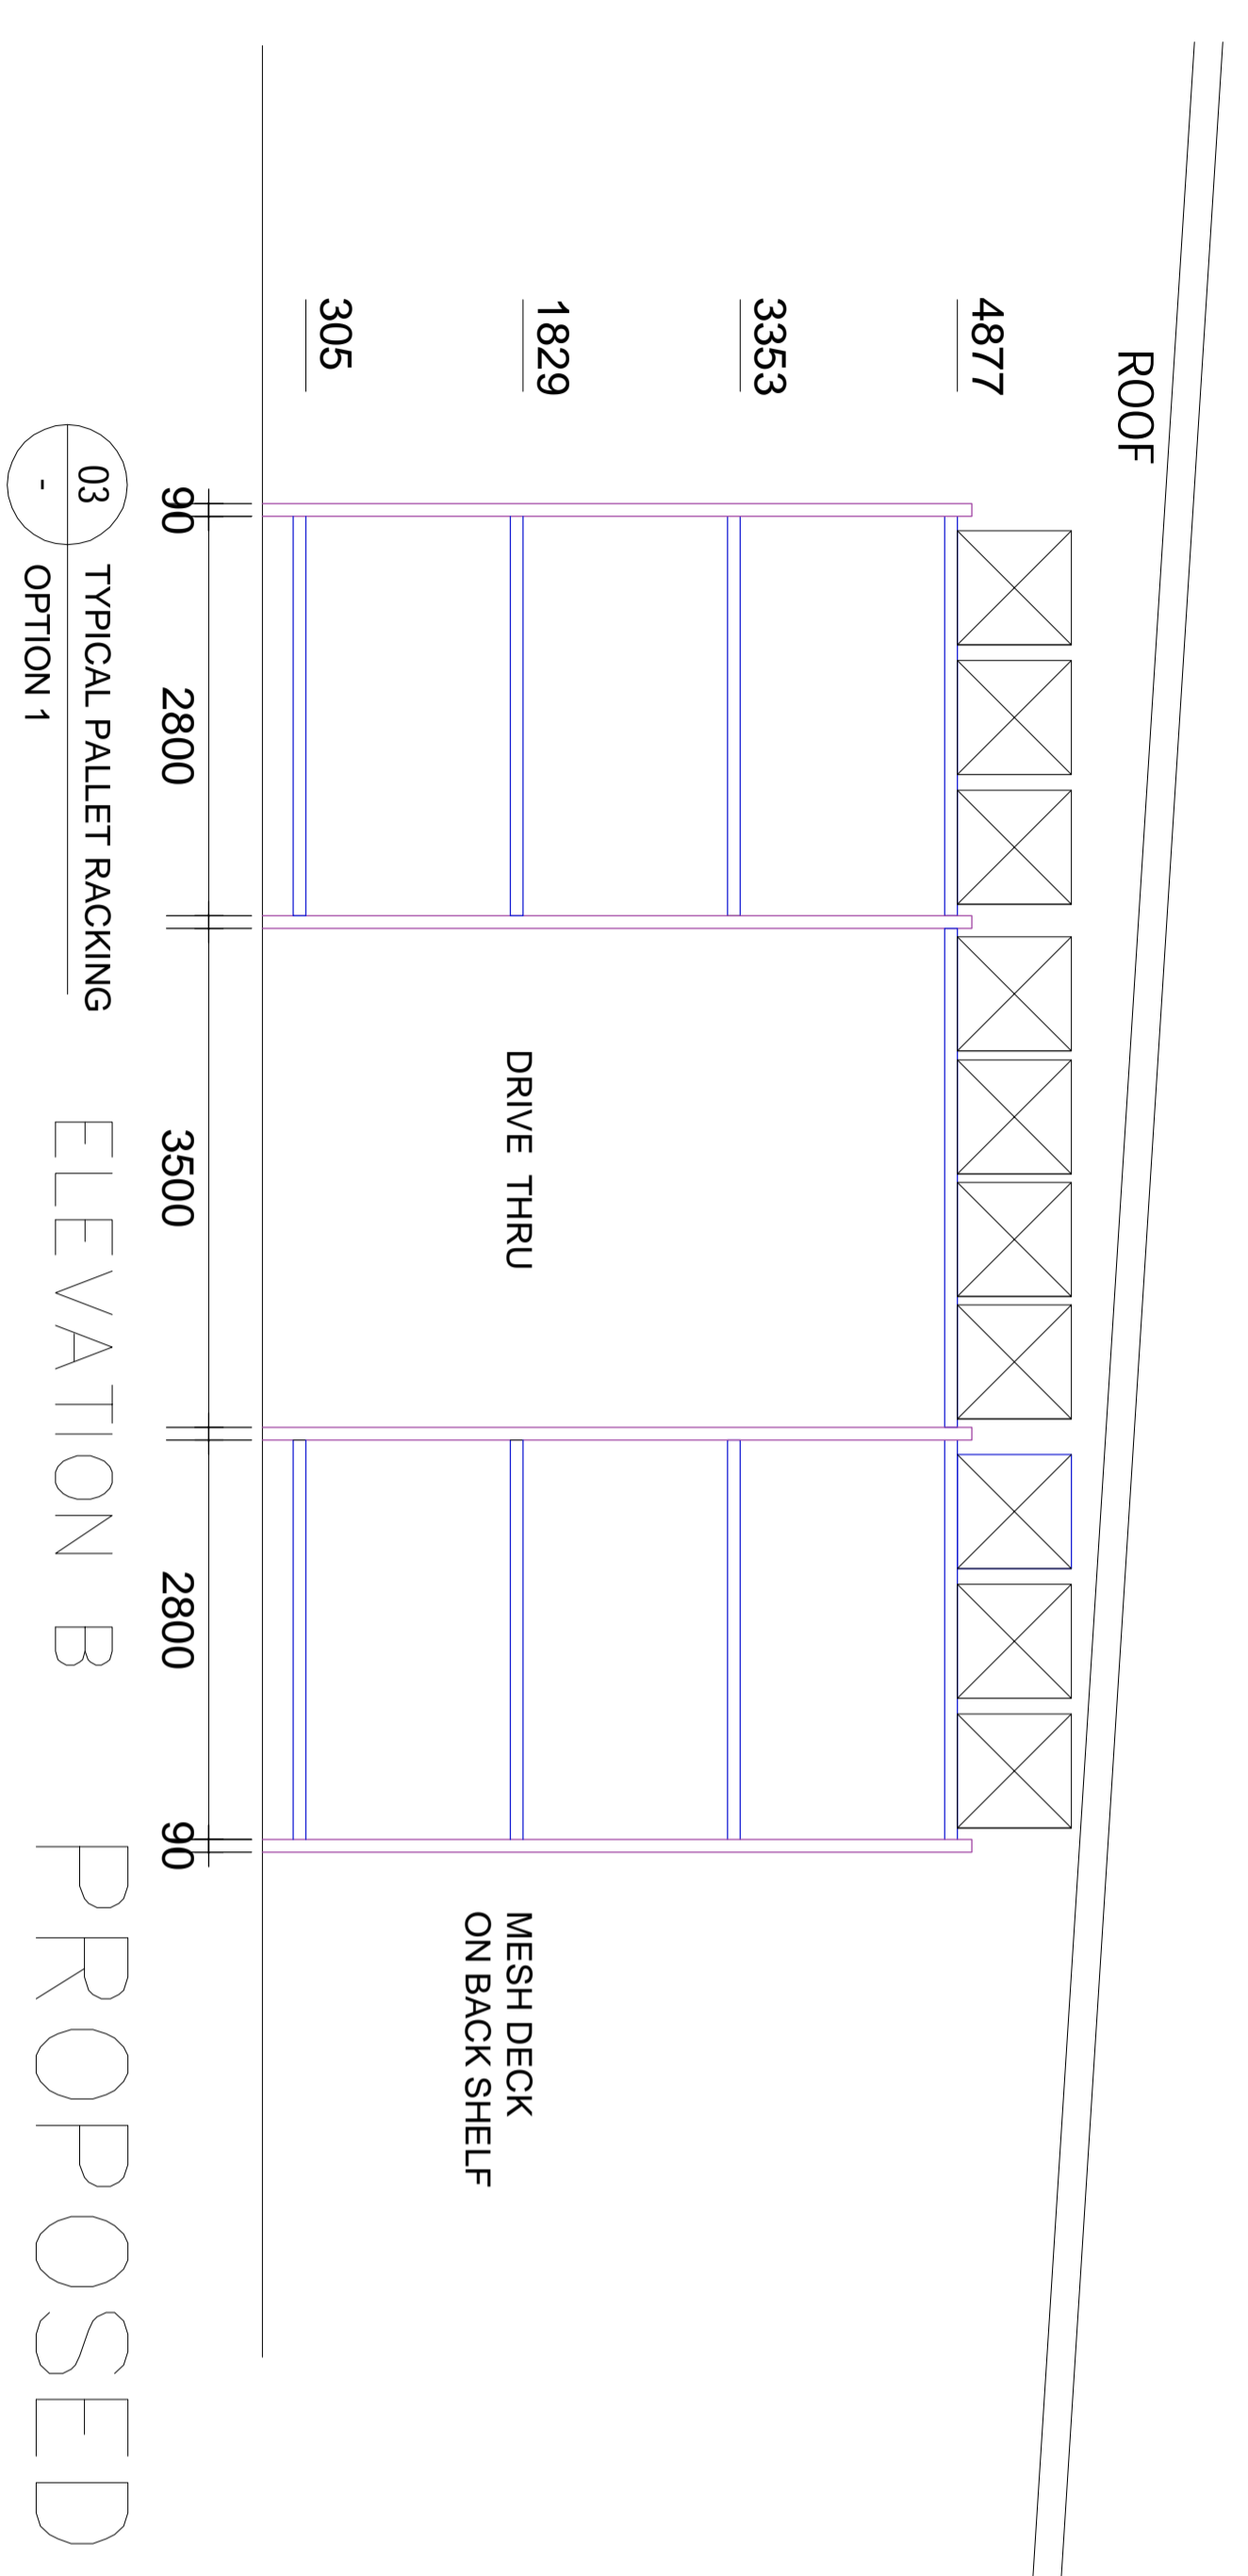 ROOF
4877
3353
1829
305
DRIVE THRU
MESH DECK
ON BACK SHELF
90
2800
3500
2800
90
03
TYPICAL PALLET RACKING
-
OPTION 1
ELEVATION B
PROPOSED